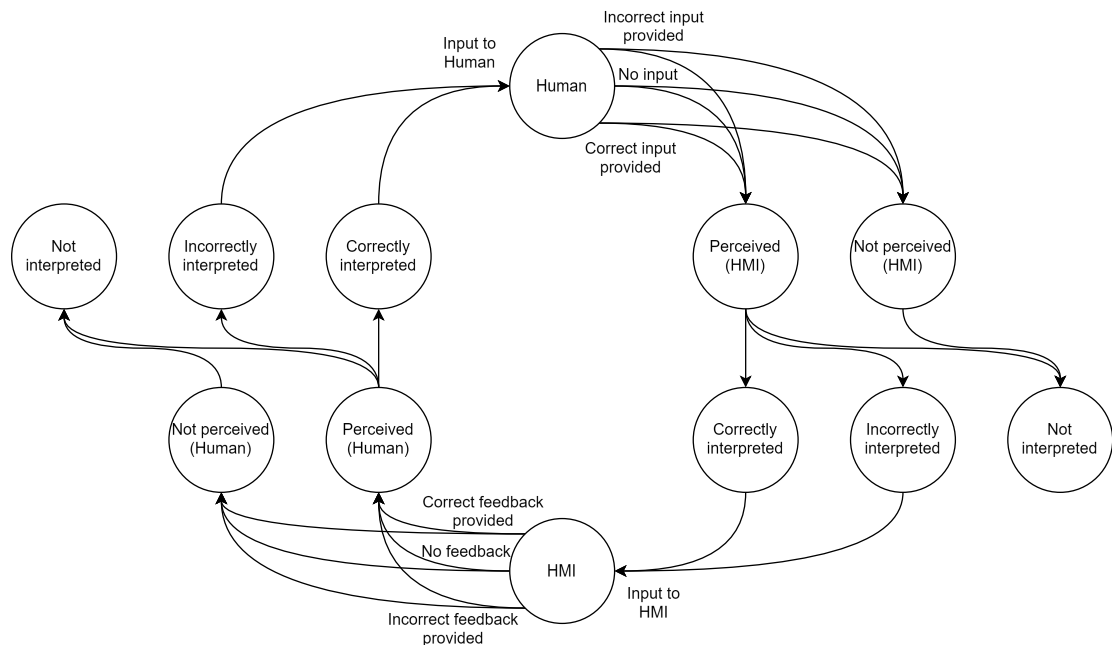 Incorrect input
provided
Input to
Human
Human
No input
Correct input
provided
Not
interpreted
Incorrectly
interpreted
Correctly
interpreted
Perceived
(HMI)
Not perceived
(HMI)
Not perceived
(Human)
Perceived
(Human)
Correctly
interpreted
Incorrectly
interpreted
Not
interpreted
Correct feedback
provided
No feedback
HMI
Input to
HMI
Incorrect feedback
provided